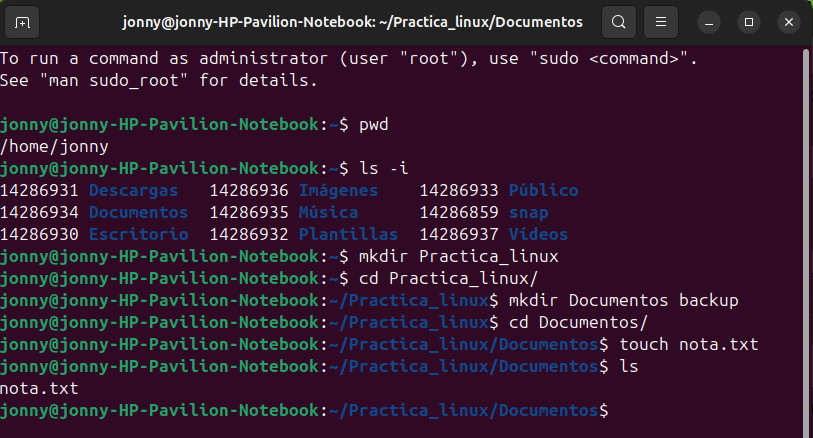 jonny@jonny-HP-Pavilion-Notebook: ~/Practica_linux/Documentos
To run a command as administrator (user "root"), use "sudo <command>".
See "man sudo_root" for details.
jonny@jonny-HP-Pavilion-Notebook:~$ pwd
/home/jonny
jonny@jonny-HP-Pavilion-Notebook:~$ ls -i
14286931 Descargas 14286936 Imágenes 14286933 Público
14286934 Documentos 14286935 Música 14286859 snap
14286930 Escritorio 14286932 Plantillas 14286937 Vídeos
jonny@jonny-HP-Pavilion-Notebook:~$ mkdir Practica_linux
jonny@jonny-HP-Pavilion-Notebook:~$ cd Practica_linux/
jonny@jonny-HP-Pavilion-Notebook:~/Practica_linux$ mkdir Documentos backup
jonny@jonny-HP-Pavilion-Notebook:~/Practica_linux$ cd Documentos/
jonny@jonny-HP-Pavilion-Notebook:~/Practica_linux/Documentos$ touch nota.txt
jonny@jonny-HP-Pavilion-Notebook:~/Practica_linux/Documentos$ ls
nota.txt
jonny@jonny-HP-Pavilion-Notebook:~/Practica_linux/Documentos$